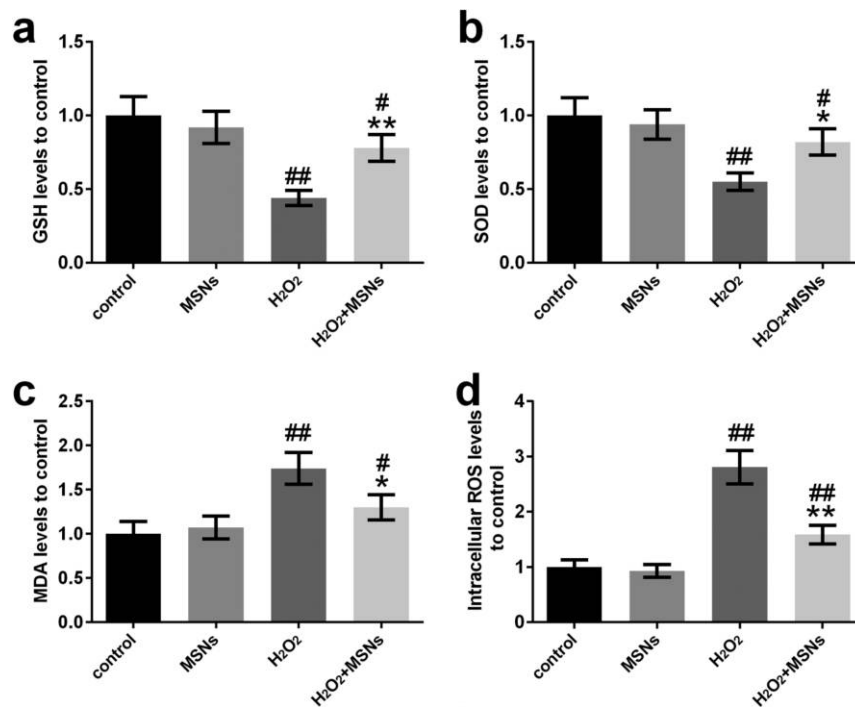 a
GSH levels to control
1.5
1.0
0.5
0.0
##
#
**
control
MSNs
H₂O₂
H₂O₂+MSNs
b
SOD levels to control
1.5
1.0
0.5
0.0
##
#
*
control
MSNs
H₂O₂
H₂O₂+MSNs
c
MDA levels to control
2.5
2.0
1.5
1.0
0.5
0.0
##
#
*
control
MSNs
H₂O₂
H₂O₂+MSNs
d
Intracellular ROS levels
to control
4
3
2
1
0
##
##
**
control
MSNs
H₂O₂
H₂O₂+MSNs